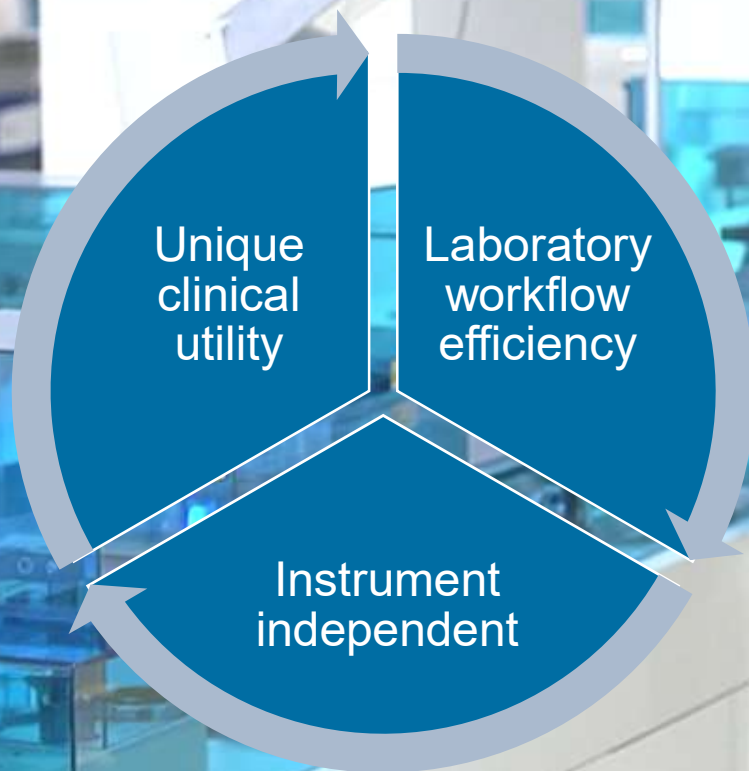 Unique
clinical
utility
Laboratory
workflow
efficiency
Instrument
independent